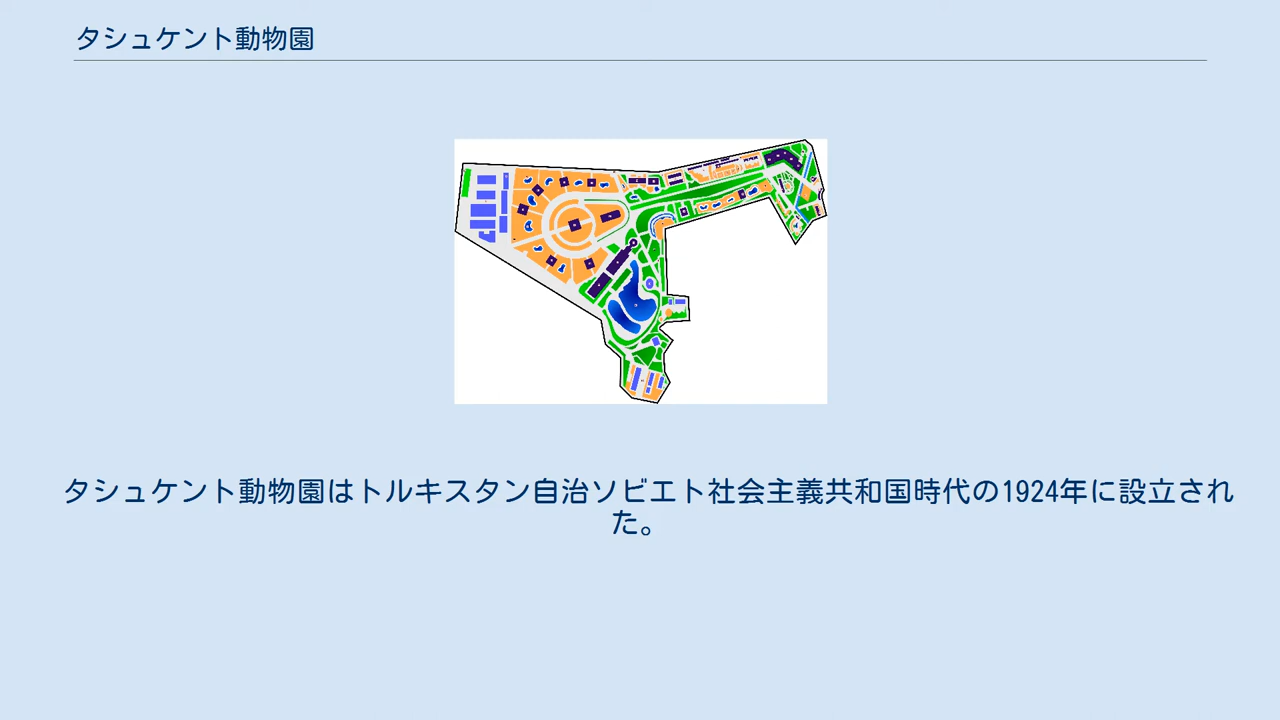 タシュケント動物園
タシュケント動物園はトルキスタン自治ソビエト社会主義共和国時代の1924年に設立され
た。